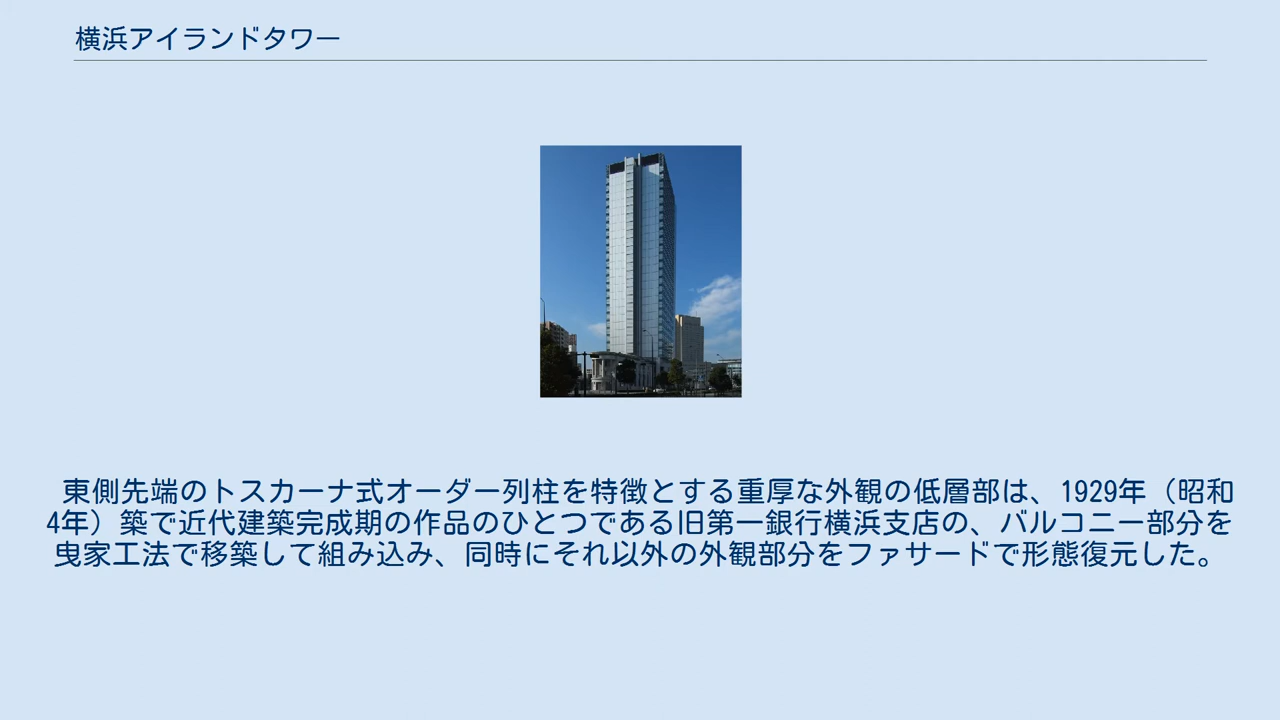 横浜アイランドタワー
東側先端のトスカーナ式オーダー列柱を特徴とする重厚な外観の低層部は、1929年（昭和
4年）築で近代建築完成期の作品のひとつである旧第一銀行横浜支店の、バルコニー部分を
曳家工法で移築して組み込み、同時にそれ以外の外観部分をファサードで形態復元した。